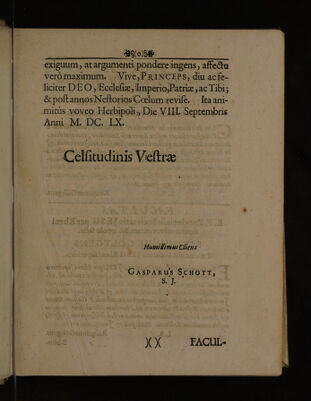 exiguum, at argumenti pondere ingens, affectu
verò maximum. Vive, PRINCEPS, diu ac fe-
liciter DEO, Ecclesiæ, Imperio, Patriæ, ac Tibi;
& post annos Nestorios Cœlum revise. Ita ani-
mitùs voveo Herbipoli, Die VIII. Septembris
Anni M. DC. LX.
Celsitudinis Vestræ
Humillimus Cliens
GASPARUS SCHOTT,
S. J.
)( )(
FACUL-